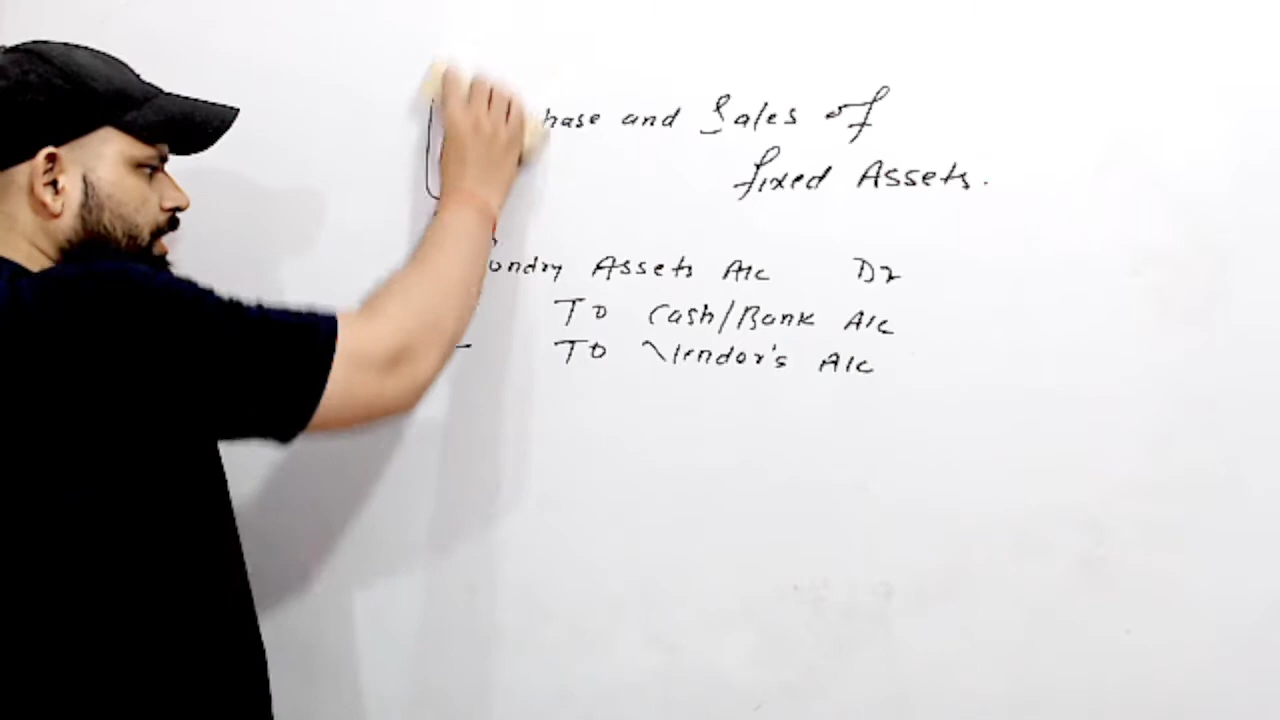 hase and Sales of
fixed Assets.
undry Assets A/c Dr
To Cash/Bank A/c
To Vendor's A/c